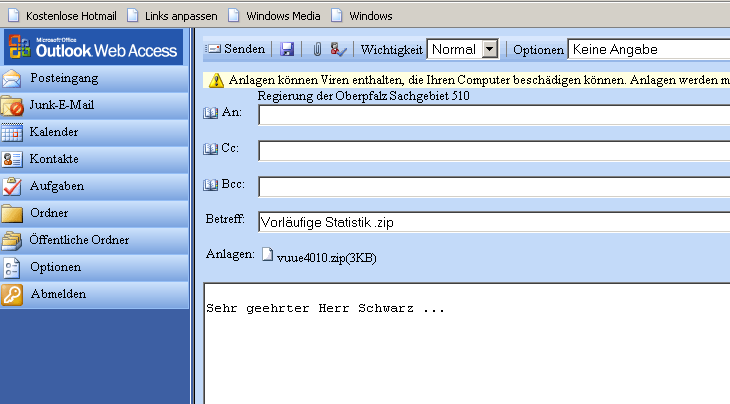 Kostenlose Hotmail Links anpassen Windows Media Windows
Microsoft Office
Outlook Web Access
Posteingang
Junk-E-Mail
Kalender
Kontakte
Aufgaben
Ordner
Öffentliche Ordner
Optionen
Abmelden
Senden Wichtigkeit Normal Optionen Keine Angabe
Anlagen können Viren enthalten, die Ihren Computer beschädigen können. Anlagen werden m
Regierung der Oberpfalz Sachgebiet 510
An:
Cc:
Bcc:
Betreff: Vorläufige Statistik .zip
Anlagen: vuue4010.zip(3KB)
Sehr geehrter Herr Schwarz ...